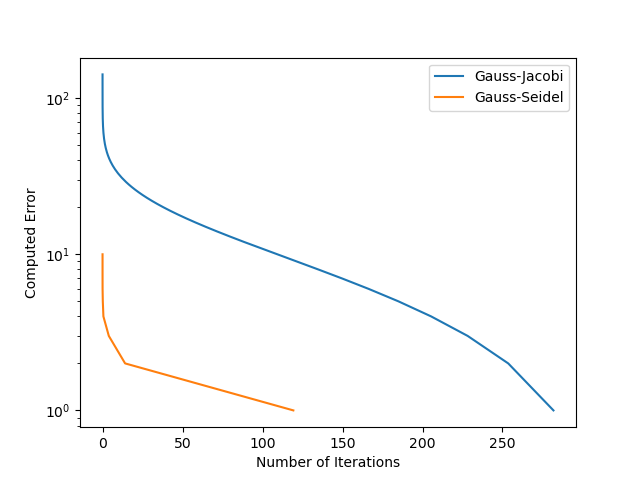 Gauss-Jacobi
Gauss-Seidel
Computed Error
10²
10¹
10⁰
0 50 100 150 200 250
Number of Iterations